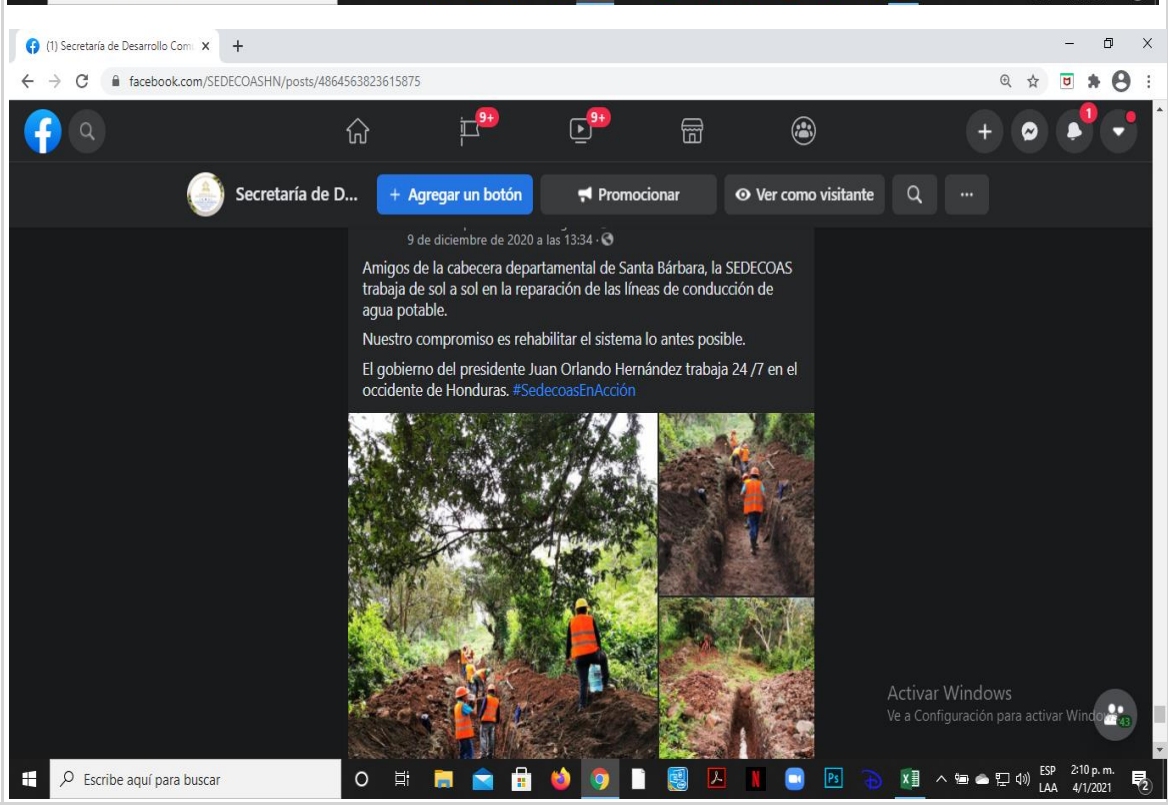 (1) Secretaría de Desarrollo Com
facebook.com/SEDECOASHN/posts/4864563823615875
9+
9+
1
Secretaría de D...
+ Agregar un botón
Promocionar
Ver como visitante
9 de diciembre de 2020 a las 13:34 ·
Amigos de la cabecera departamental de Santa Bárbara, la SEDECOAS
trabaja de sol a sol en la reparación de las líneas de conducción de
agua potable.
Nuestro compromiso es rehabilitar el sistema lo antes posible.
El gobierno del presidente Juan Orlando Hernández trabaja 24 /7 en el
occidente de Honduras. #SedecoasEnAcción
Activar Windows
Ve a Configuración para activar Windo
43
Escribe aquí para buscar
Ps
ESP
LAA
2:10 p. m.
4/1/2021
2